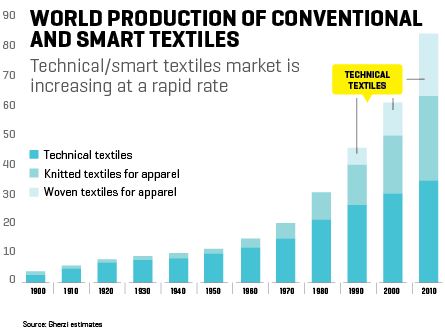 WORLD PRODUCTION OF CONVENTIONAL
AND SMART TEXTILES
Technical/smart textiles market is
increasing at a rapid rate
TECHNICAL
TEXTILES
Technical textiles
Knitted textiles for apparel
Woven textiles for apparel
90
80
70
60
50
40
30
20
10
0
1900 1910 1920 1930 1940 1950 1960 1970 1980 1990 2000 2010
Source: Gherzi estimates